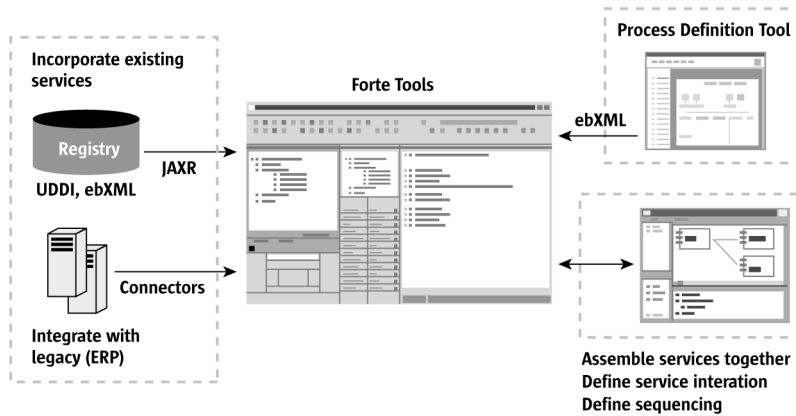 Incorporate existing
services
Registry
JAXR
UDDI, ebXML
Connectors
Integrate with
legacy (ERP)
Forte Tools
Process Definition Tool
ebXML
Assemble services together
Define service interation
Define sequencing